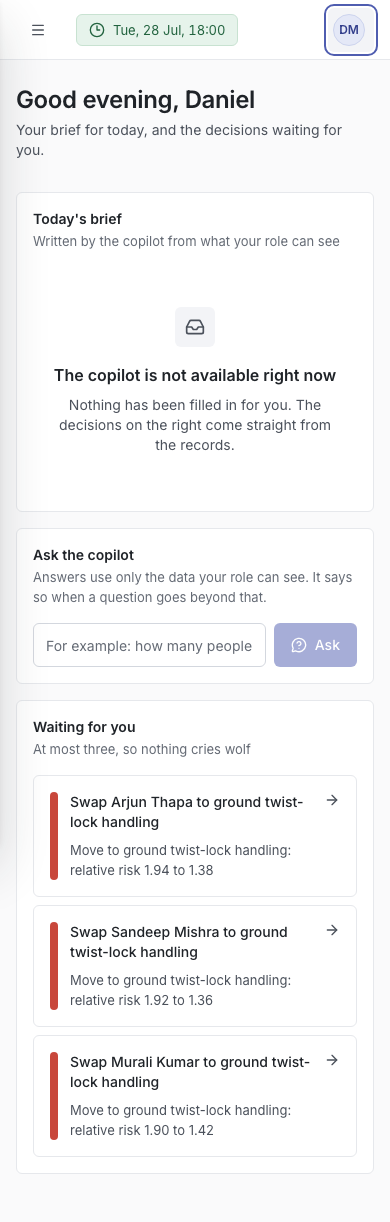 Tue, 28 Jul, 18:00
DM
Good evening, Daniel
Your brief for today, and the decisions waiting for
you.
Today's brief
Written by the copilot from what your role can see
The copilot is not available right now
Nothing has been filled in for you. The
decisions on the right come straight from
the records.
Ask the copilot
Answers use only the data your role can see. It says
so when a question goes beyond that.
For example: how many people
Ask
Waiting for you
At most three, so nothing cries wolf
Swap Arjun Thapa to ground twist-
lock handling
Move to ground twist-lock handling:
relative risk 1.94 to 1.38
Swap Sandeep Mishra to ground
twist-lock handling
Move to ground twist-lock handling:
relative risk 1.92 to 1.36
Swap Murali Kumar to ground twist-
lock handling
Move to ground twist-lock handling:
relative risk 1.90 to 1.42